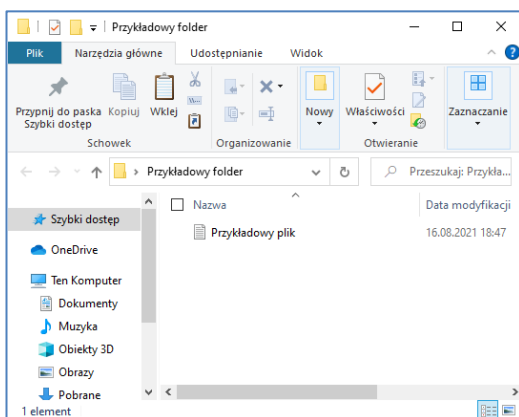 Przykładowy folder
Plik Narzędzia główne Udostępnianie Widok
Przypnij do paska Szybki dostęp
Kopiuj
Wklej
Schowek
Organizowanie
Nowy
Właściwości
Otwieranie
Zaznaczanie
Przykładowy folder
Przeszukaj: Przykła...
Szybki dostęp
OneDrive
Ten Komputer
Dokumenty
Muzyka
Obiekty 3D
Obrazy
Pobrane
Nazwa Data modyfikacji
Przykładowy plik 16.08.2021 18:47
1 element